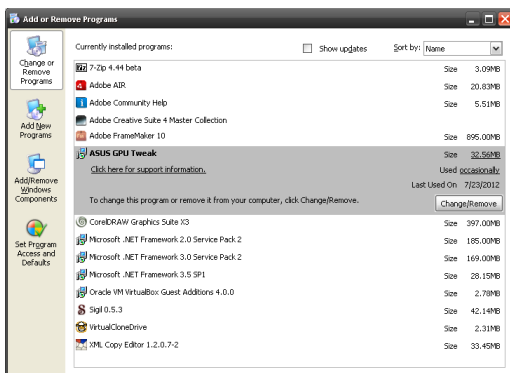 Add or Remove Programs
Change or Remove Programs
Add New Programs
Add/Remove Windows Components
Set Program Access and Defaults
Currently installed programs:
Show updates
Sort by: Name
7-Zip 4.44 beta Size 3.09MB
Adobe AIR Size 20.83MB
Adobe Community Help Size 5.51MB
Adobe Creative Suite 4 Master Collection
Adobe FrameMaker 10 Size 895.00MB
ASUS GPU Tweak Size 32.56MB
Click here for support information. Used occasionally
Last Used On 7/23/2012
To change this program or remove it from your computer, click Change/Remove. Change/Remove
CorelDRAW Graphics Suite X3 Size 397.00MB
Microsoft .NET Framework 2.0 Service Pack 2 Size 185.00MB
Microsoft .NET Framework 3.0 Service Pack 2 Size 169.00MB
Microsoft .NET Framework 3.5 SP1 Size 28.15MB
Oracle VM VirtualBox Guest Additions 4.0.0 Size 2.78MB
Sigil 0.5.3 Size 42.14MB
VirtualCloneDrive Size 2.31MB
XML Copy Editor 1.2.0.7-2 Size 33.45MB